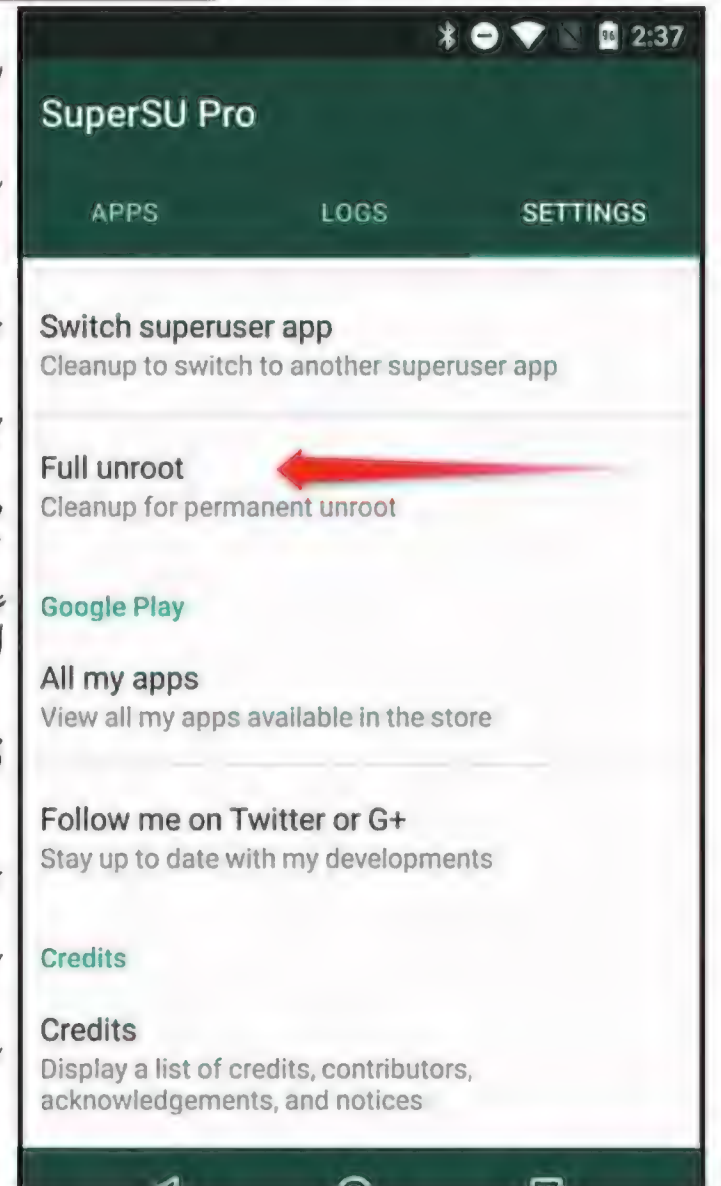 96 2:37
SuperSU Pro
APPS LOGS SETTINGS
Switch superuser app
Cleanup to switch to another superuser app
Full unroot
Cleanup for permanent unroot
Google Play
All my apps
View all my apps available in the store
Follow me on Twitter or G+
Stay up to date with my developments
Credits
Credits
Display a list of credits, contributors,
acknowledgements, and notices